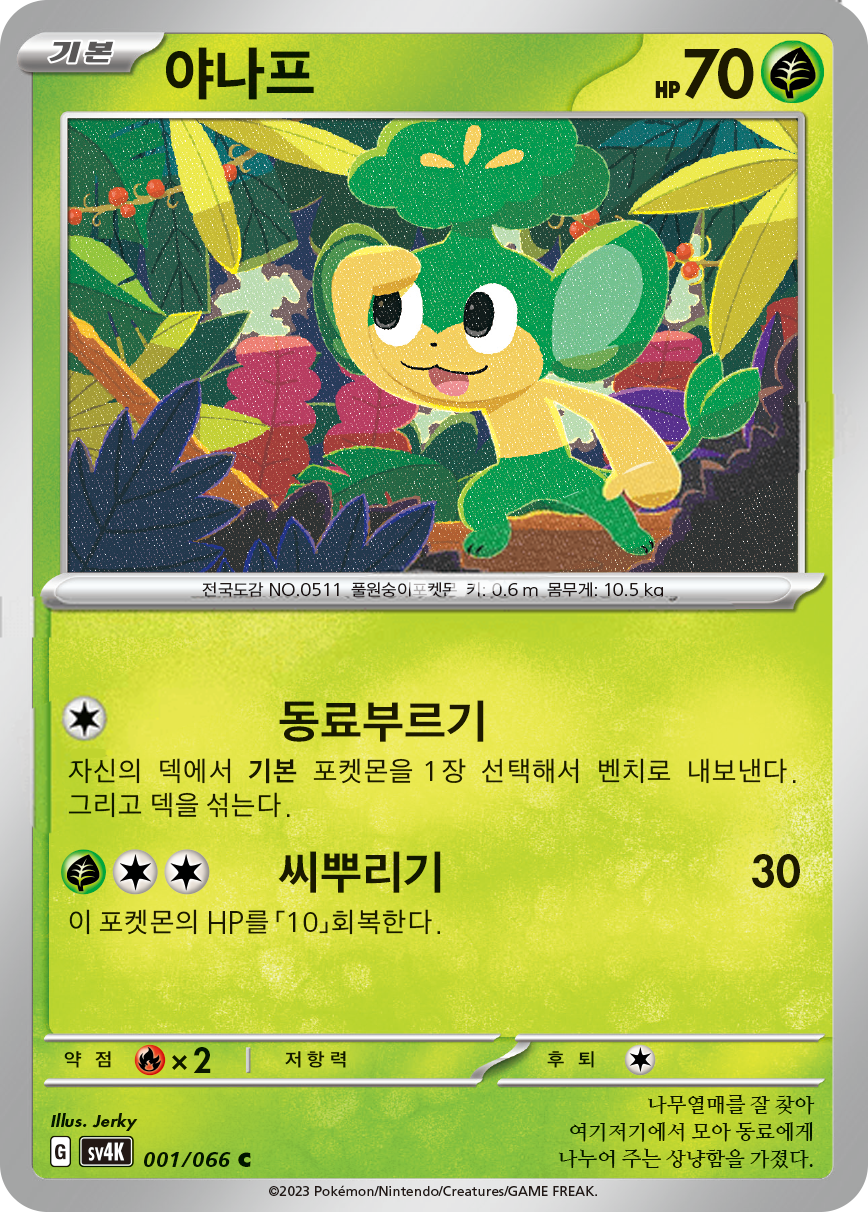 기본 야나프 HP 70
전국도감 NO.0511 풀원숭이포켓몬 키: 0.6 m 몸무게: 10.5 kg
동료부르기
자신의 덱에서 기본 포켓몬을 1장 선택해서 벤치로 내보낸다.
그리고 덱을 섞는다.
씨뿌리기 30
이 포켓몬의 HP를 「10」회복한다.
약점 ×2 저항력 후퇴
Illus. Jerky
나무열매를 잘 찾아
여기저기에서 모아 동료에게
나누어 주는 상냥함을 가졌다.
G SV4K 001/066 C
©2023 Pokémon/Nintendo/Creatures/GAME FREAK.